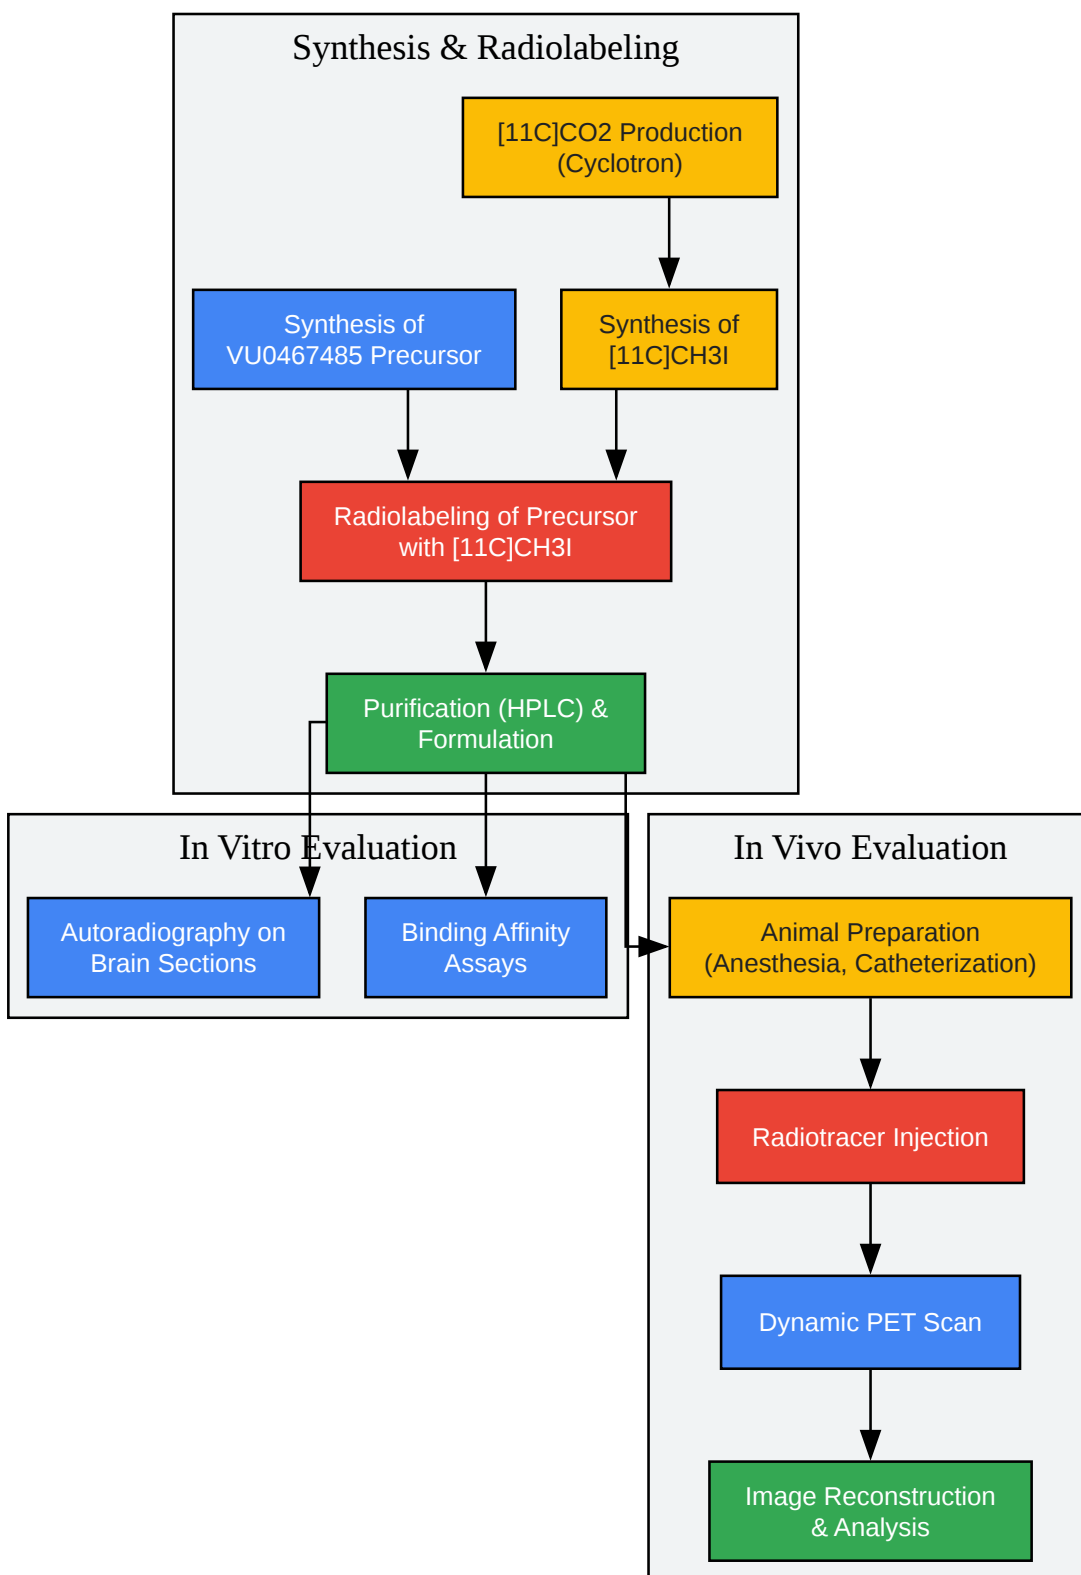 Synthesis & Radiolabeling
[11C]CO2 Production
(Cyclotron)
Synthesis of
VU0467485 Precursor
Synthesis of
[11C]CH3I
Radiolabeling of Precursor
with [11C]CH3I
Purification (HPLC) &
Formulation
In Vitro Evaluation
Autoradiography on
Brain Sections
Binding Affinity
Assays
In Vivo Evaluation
Animal Preparation
(Anesthesia, Catheterization)
Radiotracer Injection
Dynamic PET Scan
Image Reconstruction
& Analysis